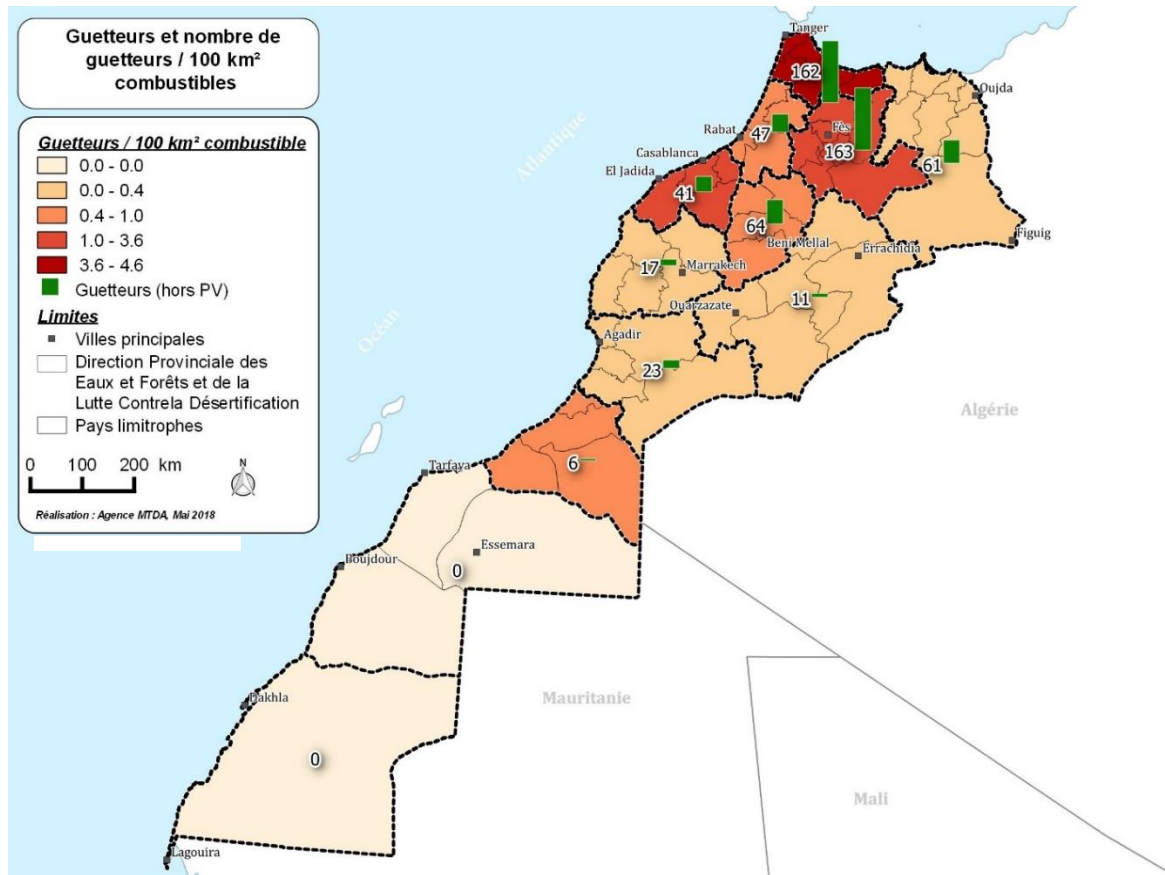 Guetteurs et nombre de
guetteurs / 100 km²
combustibles
Guetteurs / 100 km² combustible
0.0 - 0.0
0.0 - 0.4
0.4 - 1.0
1.0 - 3.6
3.6 - 4.6
Guetteurs (hors PV)
Limites
Villes principales
Direction Provinciale des
Eaux et Forêts et de la
Lutte Contrela Désertification
Pays limitrophes
0 100 200 km
N
Réalisation : Agence MTDA, Mai 2018
Tanger
162
Oujda
Atlantique
Rabat
47
Fès
163
61
Casablanca
El Jadida
41
64
Beni Mellal
Figuig
Errachidia
17
Marrakech
Ouarzazate
11
Océan
Agadir
23
Algérie
6
Tarfaya
Essemara
Boujdour
0
Dakhla
Mauritanie
0
Mali
Lagouira